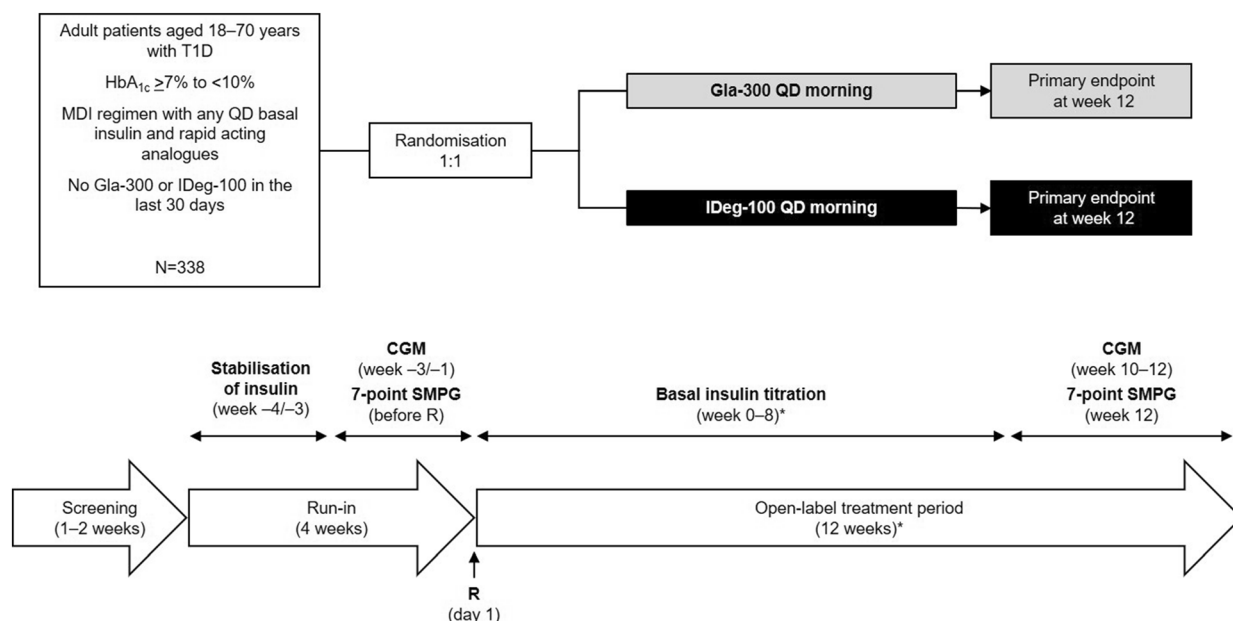 Adult patients aged 18–70 years
with T1D
HbA1c ≥7% to <10%
MDI regimen with any QD basal
insulin and rapid acting
analogues
No Gla-300 or IDeg-100 in the
last 30 days
N=338
Randomisation
1:1
Gla-300 QD morning
Primary endpoint
at week 12
IDeg-100 QD morning
Primary endpoint
at week 12
Stabilisation
of insulin
(week –4/–3)
CGM
(week –3/–1)
7-point SMPG
(before R)
Basal insulin titration
(week 0–8)*
CGM
(week 10–12)
7-point SMPG
(week 12)
Screening
(1–2 weeks)
Run-in
(4 weeks)
Open-label treatment period
(12 weeks)*
R
(day 1)